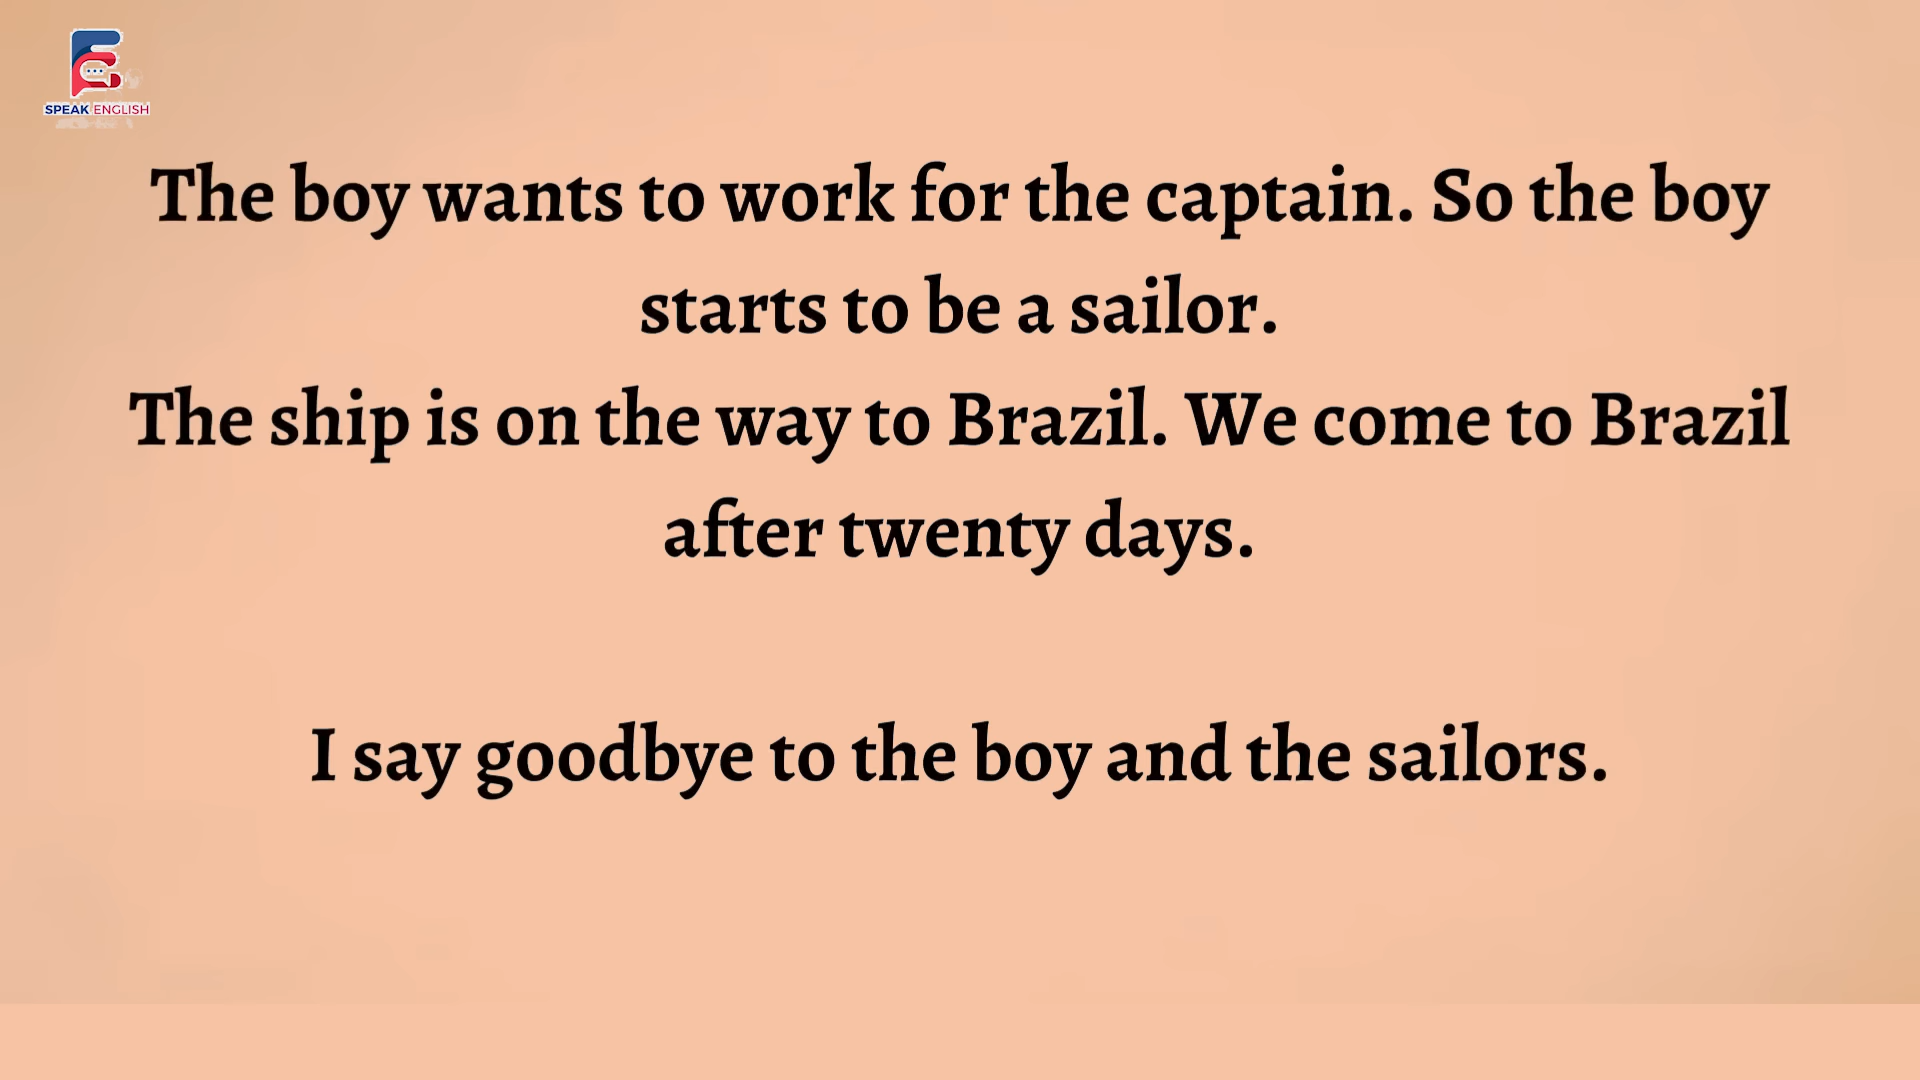 SPEAK ENGLISH
The boy wants to work for the captain. So the boy
starts to be a sailor.
The ship is on the way to Brazil. We come to Brazil
after twenty days.
I say goodbye to the boy and the sailors.